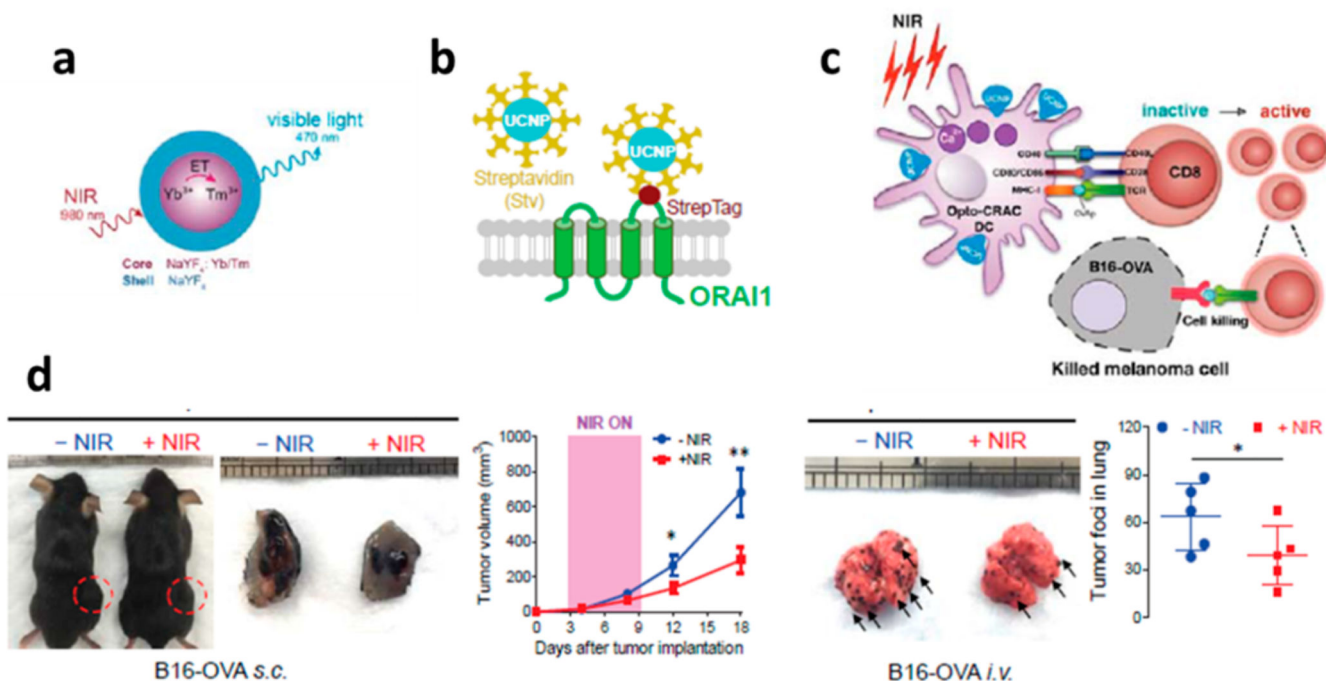 a
visible light
470 nm
ET
Yb³⁺ Tm³⁺
NIR
980 nm
Core NaYF₄: Yb/Tm
Shell NaYF₄
b
UCNP
UCNP
Streptavidin
(Stv)
StrepTag
ORAI1
c
NIR
UCNP
UCNP
Ca²⁺
inactive → active
CD40 CD40L
CD80/CD86 CD28
MHC-I TCR
CD8
Opto-CRAC
DC
B16-OVA
Cell killing
Killed melanoma cell
d
– NIR + NIR
– NIR + NIR
B16-OVA s.c.
NIR ON
- NIR
+NIR
Tumor volume (mm³)
1000
800
600
400
200
0
*
**
0 3 6 9 12 15 18
Days after tumor implantation
– NIR + NIR
B16-OVA i.v.
- NIR + NIR
Tumor foci in lung
120
90
60
30
0
*